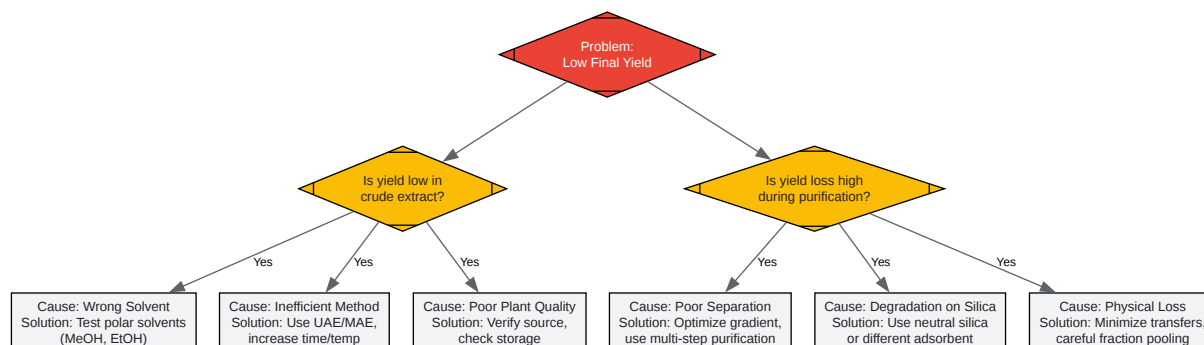 Problem:
Low Final Yield
Is yield low in
crude extract?
Is yield loss high
during purification?
Yes
Yes
Yes
Yes
Yes
Yes
Cause: Wrong Solvent
Solution: Test polar solvents
(MeOH, EtOH)
Cause: Inefficient Method
Solution: Use UAE/MAE,
increase time/temp
Cause: Poor Plant Quality
Solution: Verify source,
check storage
Cause: Poor Separation
Solution: Optimize gradient,
use multi-step purification
Cause: Degradation on Silica
Solution: Use neutral silica
or different adsorbent
Cause: Physical Loss
Solution: Minimize transfers,
careful fraction pooling